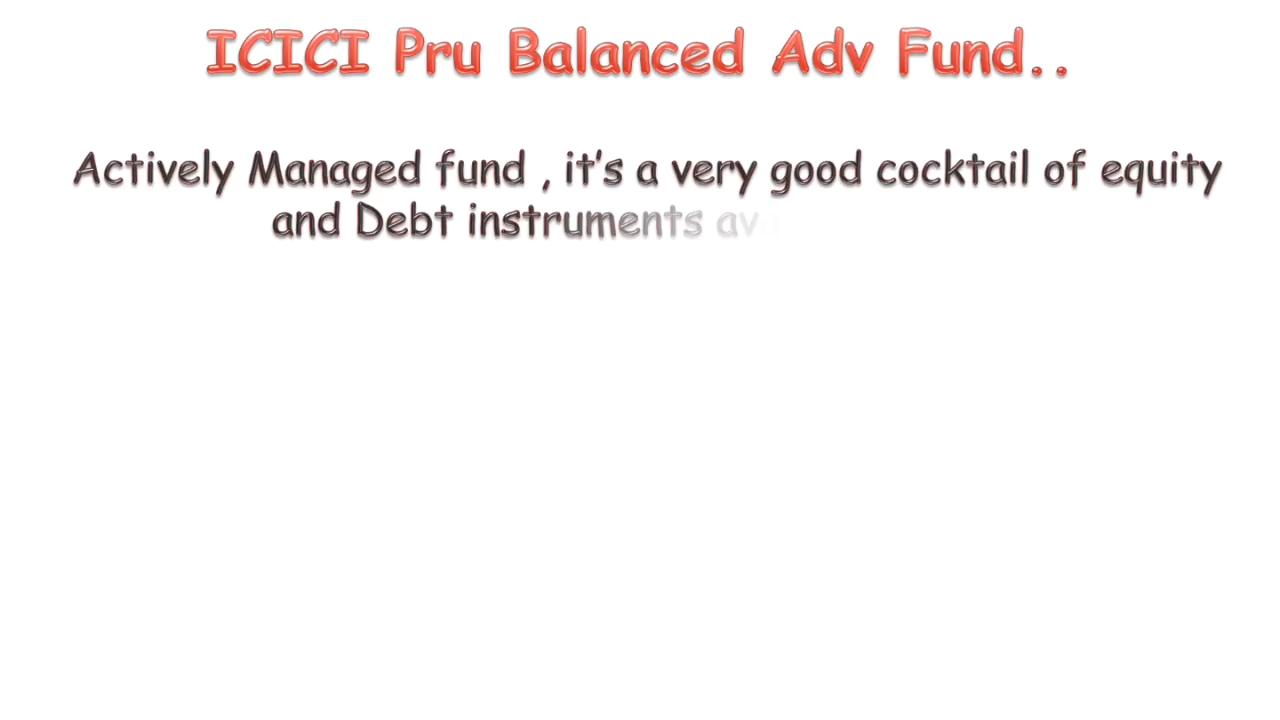 ICICI Pru Balanced Adv Fund..
Actively Managed fund , it's a very good cocktail of equity
and Debt instruments